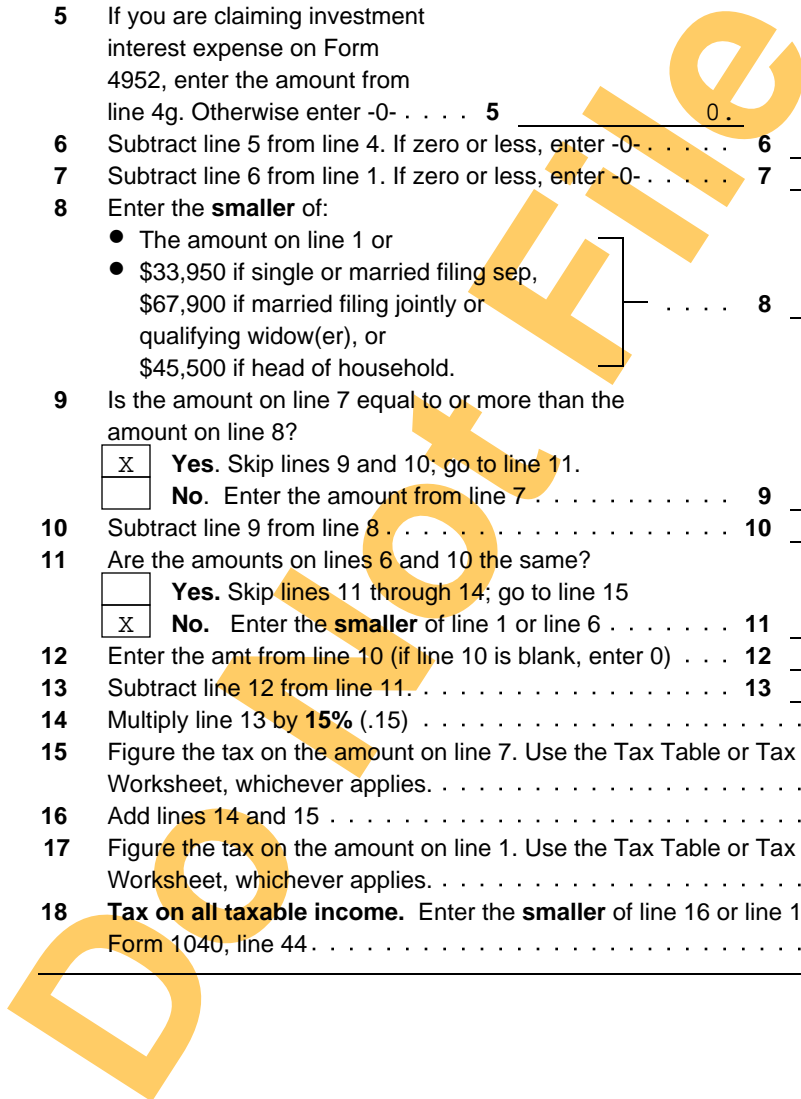 5 If you are claiming investment
interest expense on Form
4952, enter the amount from
line 4g. Otherwise enter -0- . . . . 5 0.
6 Subtract line 5 from line 4. If zero or less, enter -0- . . . . . 6
7 Subtract line 6 from line 1. If zero or less, enter -0- . . . . . 7
8 Enter the smaller of:
● The amount on line 1 or
● $33,950 if single or married filing sep,
$67,900 if married filing jointly or . . . . 8
qualifying widow(er), or
$45,500 if head of household.
9 Is the amount on line 7 equal to or more than the
amount on line 8?
X Yes. Skip lines 9 and 10; go to line 11.
No. Enter the amount from line 7 . . . . . . . . . . . 9
10 Subtract line 9 from line 8 . . . . . . . . . . . . . . . . . . . 10
11 Are the amounts on lines 6 and 10 the same?
Yes. Skip lines 11 through 14; go to line 15
X No. Enter the smaller of line 1 or line 6 . . . . . . . 11
12 Enter the amt from line 10 (if line 10 is blank, enter 0) . . . 12
13 Subtract line 12 from line 11. . . . . . . . . . . . . . . . . . 13
14 Multiply line 13 by 15% (.15) . . . . . . . . . . . . . . . . . . . . . .
15 Figure the tax on the amount on line 7. Use the Tax Table or Tax
Worksheet, whichever applies. . . . . . . . . . . . . . . . . . . . . .
16 Add lines 14 and 15 . . . . . . . . . . . . . . . . . . . . . . . . . . .
17 Figure the tax on the amount on line 1. Use the Tax Table or Tax
Worksheet, whichever applies. . . . . . . . . . . . . . . . . . . . . .
18 Tax on all taxable income. Enter the smaller of line 16 or line 1
Form 1040, line 44 . . . . . . . . . . . . . . . . . . . . . . . . . . . .
Do Not File